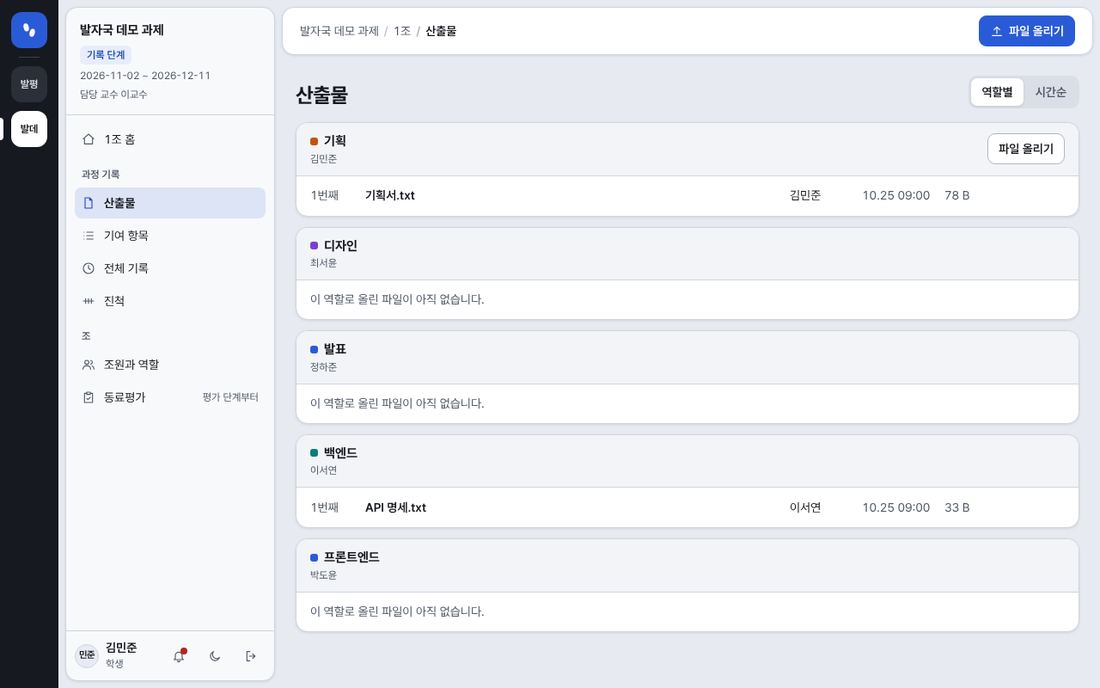 발평
발데
발자국 데모 과제
기록 단계
2026-11-02 ~ 2026-12-11
담당 교수 이교수
1조 홈
과정 기록
산출물
기여 항목
전체 기록
진척
조
조원과 역할
동료평가 평가 단계부터
민준
김민준
학생
발자국 데모 과제 / 1조 / 산출물
파일 올리기
산출물
역할별 시간순
기획
김민준
파일 올리기
1번째 기획서.txt 김민준 10.25 09:00 78 B
디자인
최서윤
이 역할로 올린 파일이 아직 없습니다.
발표
정하준
이 역할로 올린 파일이 아직 없습니다.
백엔드
이서연
1번째 API 명세.txt 이서연 10.25 09:00 33 B
프론트엔드
박도윤
이 역할로 올린 파일이 아직 없습니다.